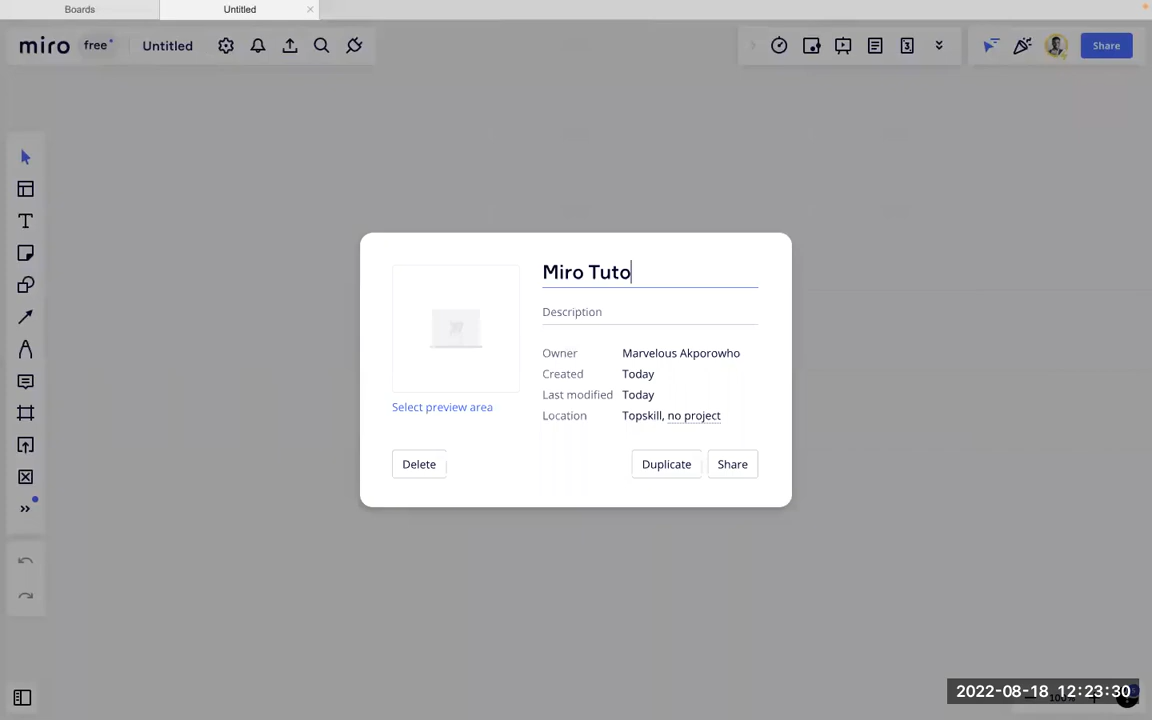 Boards
Untitled
miro free Untitled
3
Share
Miro Tuto
Description
Select preview area
Owner Marvelous Akporowho
Created Today
Last modified Today
Location Topskill, no project
Delete Duplicate Share
2022-08-18 12:23:30